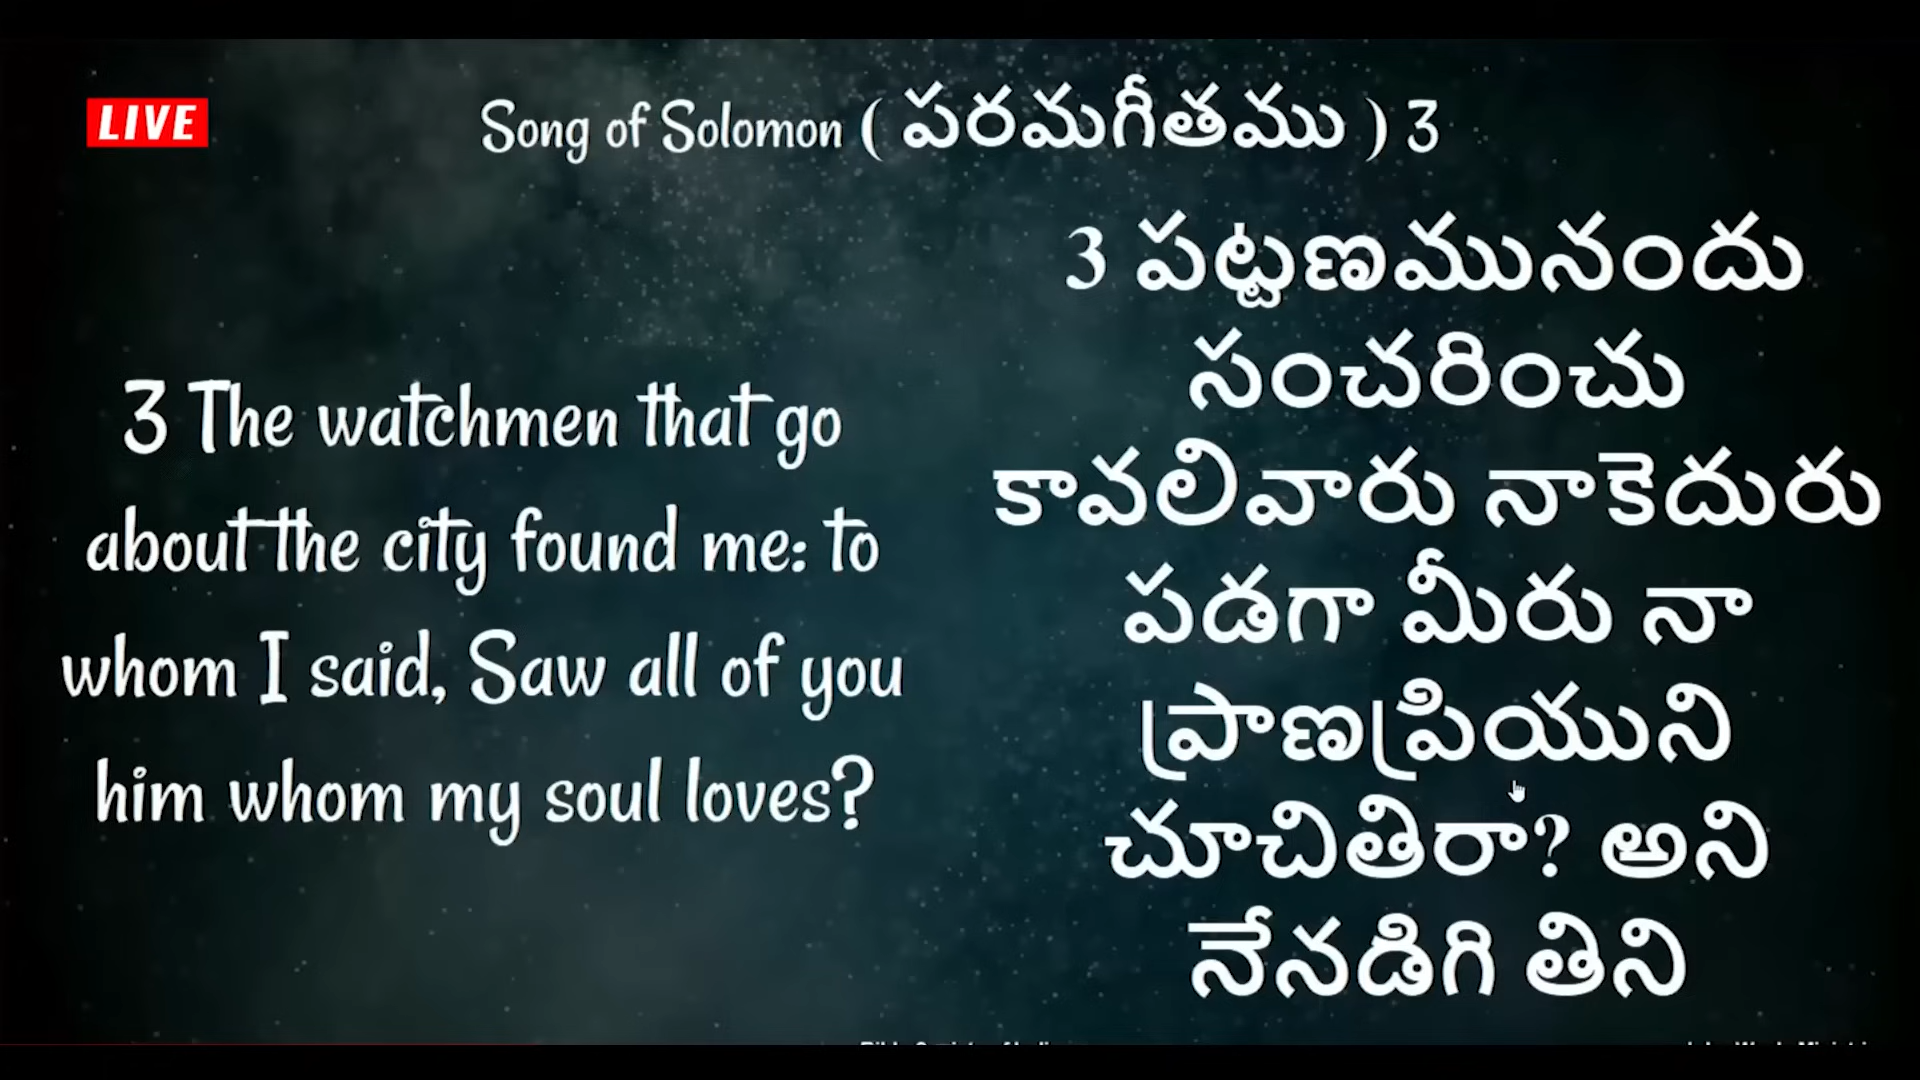 LIVE
Song of Solomon ( పరమగీతము ) 3
3 The watchmen that go
about the city found me: to
whom I said, Saw all of you
him whom my soul loves?
3 పట్టణమునందు
సంచరించు
కావలివారు నాకెదురు
పడగా మీరు నా
ప్రాణప్రియుని
చూచితిరా? అని
నేనడిగి తిని